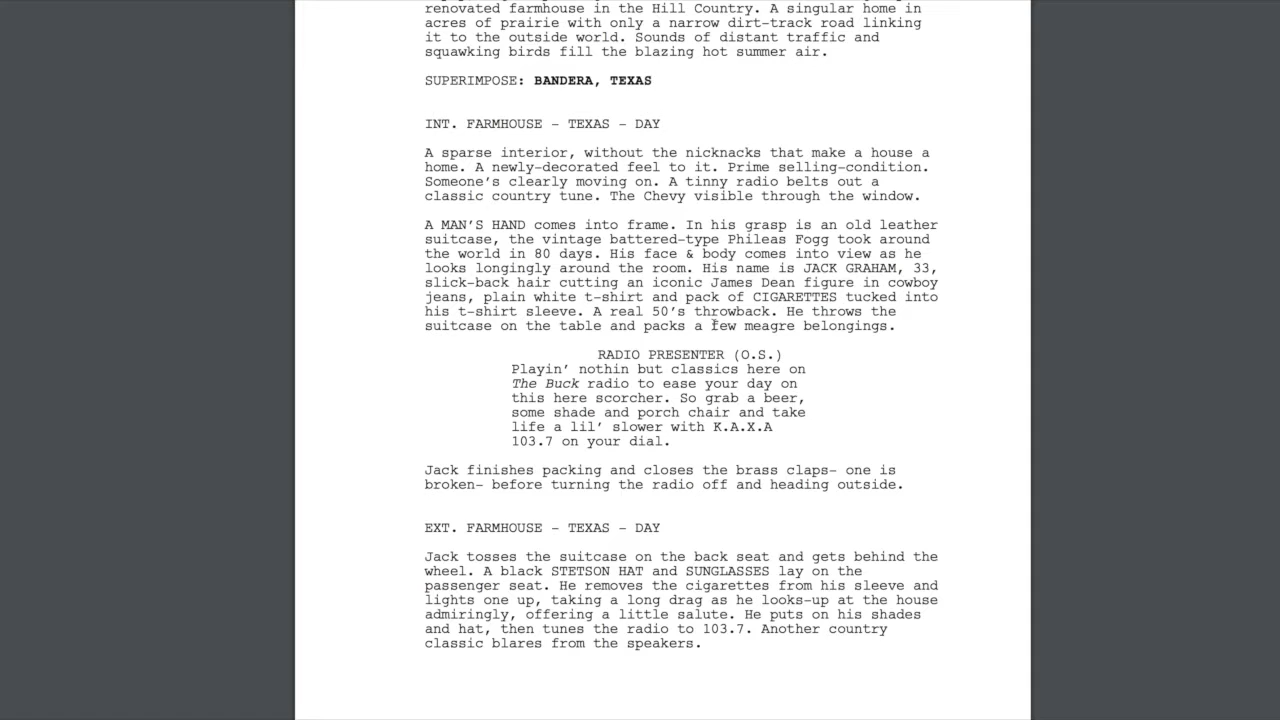 renovated farmhouse in the Hill Country. A singular home in
acres of prairie with only a narrow dirt-track road linking
it to the outside world. Sounds of distant traffic and
squawking birds fill the blazing hot summer air.
SUPERIMPOSE: BANDERA, TEXAS
INT. FARMHOUSE - TEXAS - DAY
A sparse interior, without the nicknacks that make a house a
home. A newly-decorated feel to it. Prime selling-condition.
Someone's clearly moving on. A tinny radio belts out a
classic country tune. The Chevy visible through the window.
A MAN'S HAND comes into frame. In his grasp is an old leather
suitcase, the vintage battered-type Phileas Fogg took around
the world in 80 days. His face & body comes into view as he
looks longingly around the room. His name is JACK GRAHAM, 33,
slick-back hair cutting an iconic James Dean figure in cowboy
jeans, plain white t-shirt and pack of CIGARETTES tucked into
his t-shirt sleeve. A real 50's throwback. He throws the
suitcase on the table and packs a few meagre belongings.
RADIO PRESENTER (O.S.)
Playin' nothin but classics here on
The Buck radio to ease your day on
this here scorcher. So grab a beer,
some shade and porch chair and take
life a lil' slower with K.A.X.A
103.7 on your dial.
Jack finishes packing and closes the brass claps- one is
broken- before turning the radio off and heading outside.
EXT. FARMHOUSE - TEXAS - DAY
Jack tosses the suitcase on the back seat and gets behind the
wheel. A black STETSON HAT and SUNGLASSES lay on the
passenger seat. He removes the cigarettes from his sleeve and
lights one up, taking a long drag as he looks-up at the house
admiringly, offering a little salute. He puts on his shades
and hat, then tunes the radio to 103.7. Another country
classic blares from the speakers.